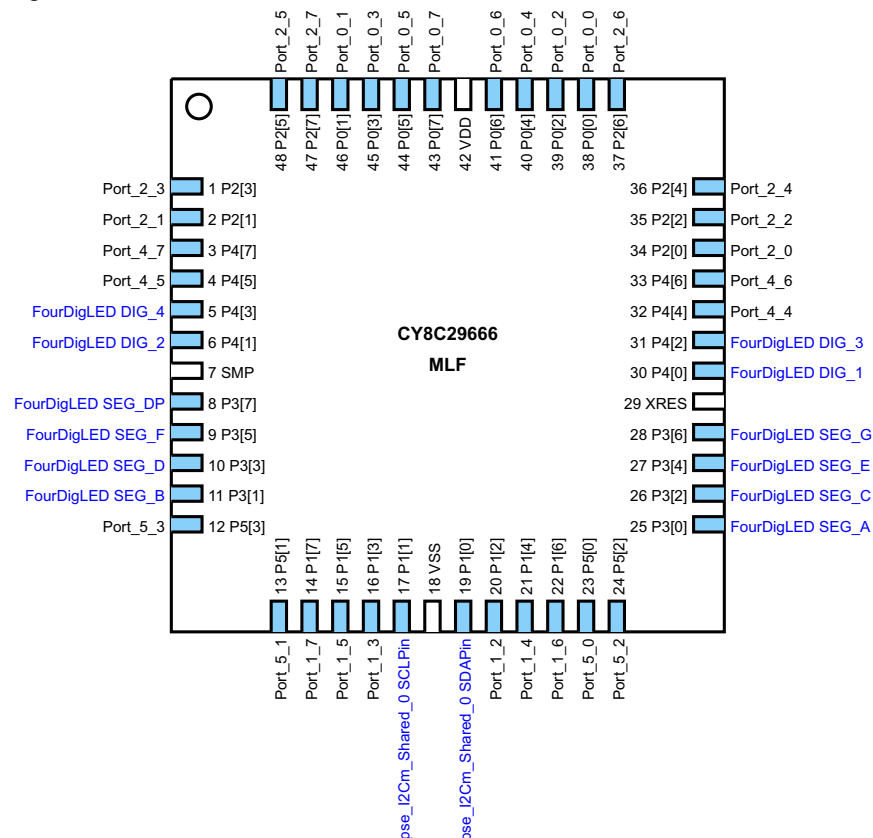 Port_2_5
Port_2_7
Port_0_1
Port_0_3
Port_0_5
Port_0_7
Port_0_6
Port_0_4
Port_0_2
Port_0_0
Port_2_6
48 P2[5]
47 P2[7]
46 P0[1]
45 P0[3]
44 P0[5]
43 P0[7]
42 VDD
41 P0[6]
40 P0[4]
39 P0[2]
38 P0[0]
37 P2[6]
Port_2_3 1 P2[3]
Port_2_1 2 P2[1]
Port_4_7 3 P4[7]
Port_4_5 4 P4[5]
FourDigLED DIG_4 5 P4[3]
FourDigLED DIG_2 6 P4[1]
7 SMP
FourDigLED SEG_DP 8 P3[7]
FourDigLED SEG_F 9 P3[5]
FourDigLED SEG_D 10 P3[3]
FourDigLED SEG_B 11 P3[1]
Port_5_3 12 P5[3]
CY8C29666
MLF
36 P2[4] Port_2_4
35 P2[2] Port_2_2
34 P2[0] Port_2_0
33 P4[6] Port_4_6
32 P4[4] Port_4_4
31 P4[2] FourDigLED DIG_3
30 P4[0] FourDigLED DIG_1
29 XRES
28 P3[6] FourDigLED SEG_G
27 P3[4] FourDigLED SEG_E
26 P3[2] FourDigLED SEG_C
25 P3[0] FourDigLED SEG_A
13 P5[1]
14 P1[7]
15 P1[5]
16 P1[3]
17 P1[1]
18 VSS
19 P1[0]
20 P1[2]
21 P1[4]
22 P1[6]
23 P5[0]
24 P5[2]
Port_5_1
Port_1_7
Port_1_5
Port_1_3
ose_I2Cm_Shared_0 SCLPin
ose_I2Cm_Shared_0 SDAPin
Port_1_2
Port_1_4
Port_1_6
Port_5_0
Port_5_2